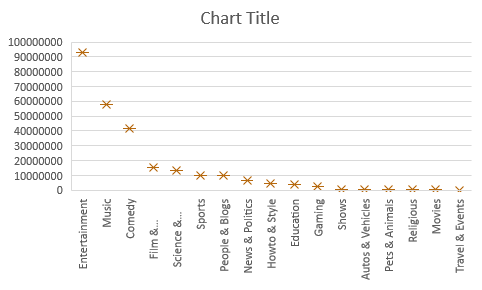 Chart Title
100000000
90000000
80000000
70000000
60000000
50000000
40000000
30000000
20000000
10000000
0
Entertainment
Music
Comedy
Film &...
Science &...
Sports
People & Blogs
News & Politics
Howto & Style
Education
Gaming
Shows
Autos & Vehicles
Pets & Animals
Religious
Movies
Travel & Events